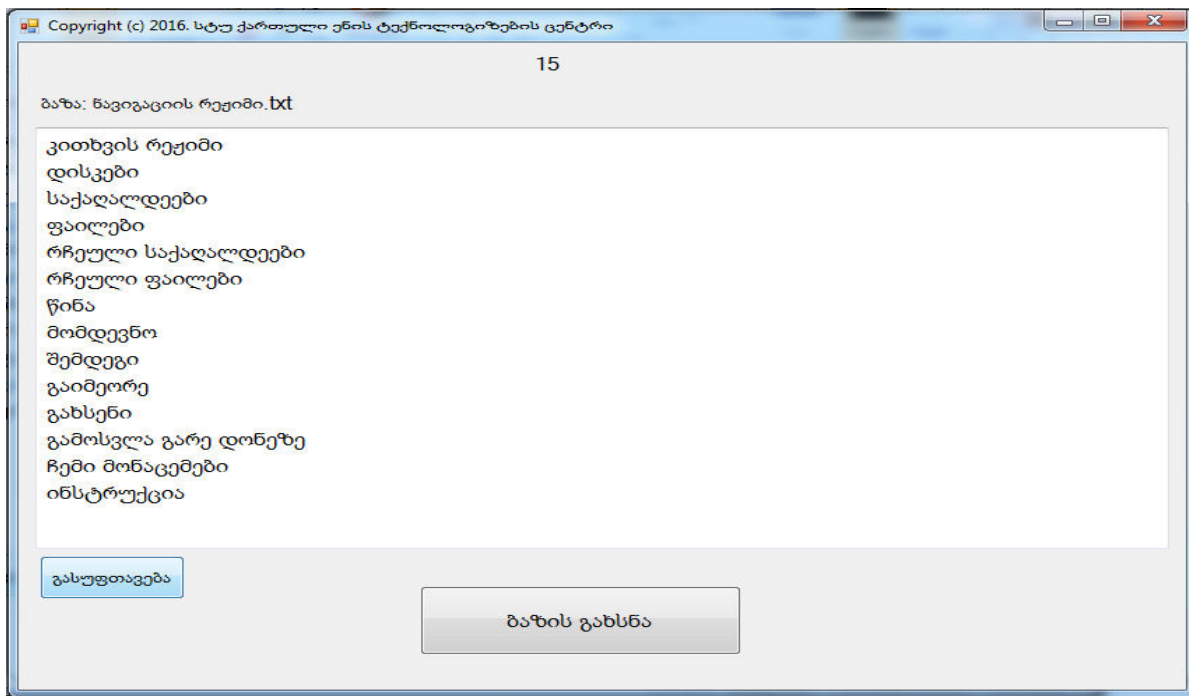 Copyright (c) 2016. სტუ ქართული ენის ტექნოლოგიზების ცენტრი
15
ბაზა: ნავიგაციის რეჟიმი.txt
კითხვის რეჟიმი
დისკები
საქაღალდეები
ფაილები
რჩეული საქაღალდეები
რჩეული ფაილები
წინა
მომდევნო
შემდეგი
გაიმეორე
გახსენი
გამოსვლა გარე დონეზე
ჩემი მონაცემები
ინსტრუქცია
გასუფთავება
ბაზის გახსნა